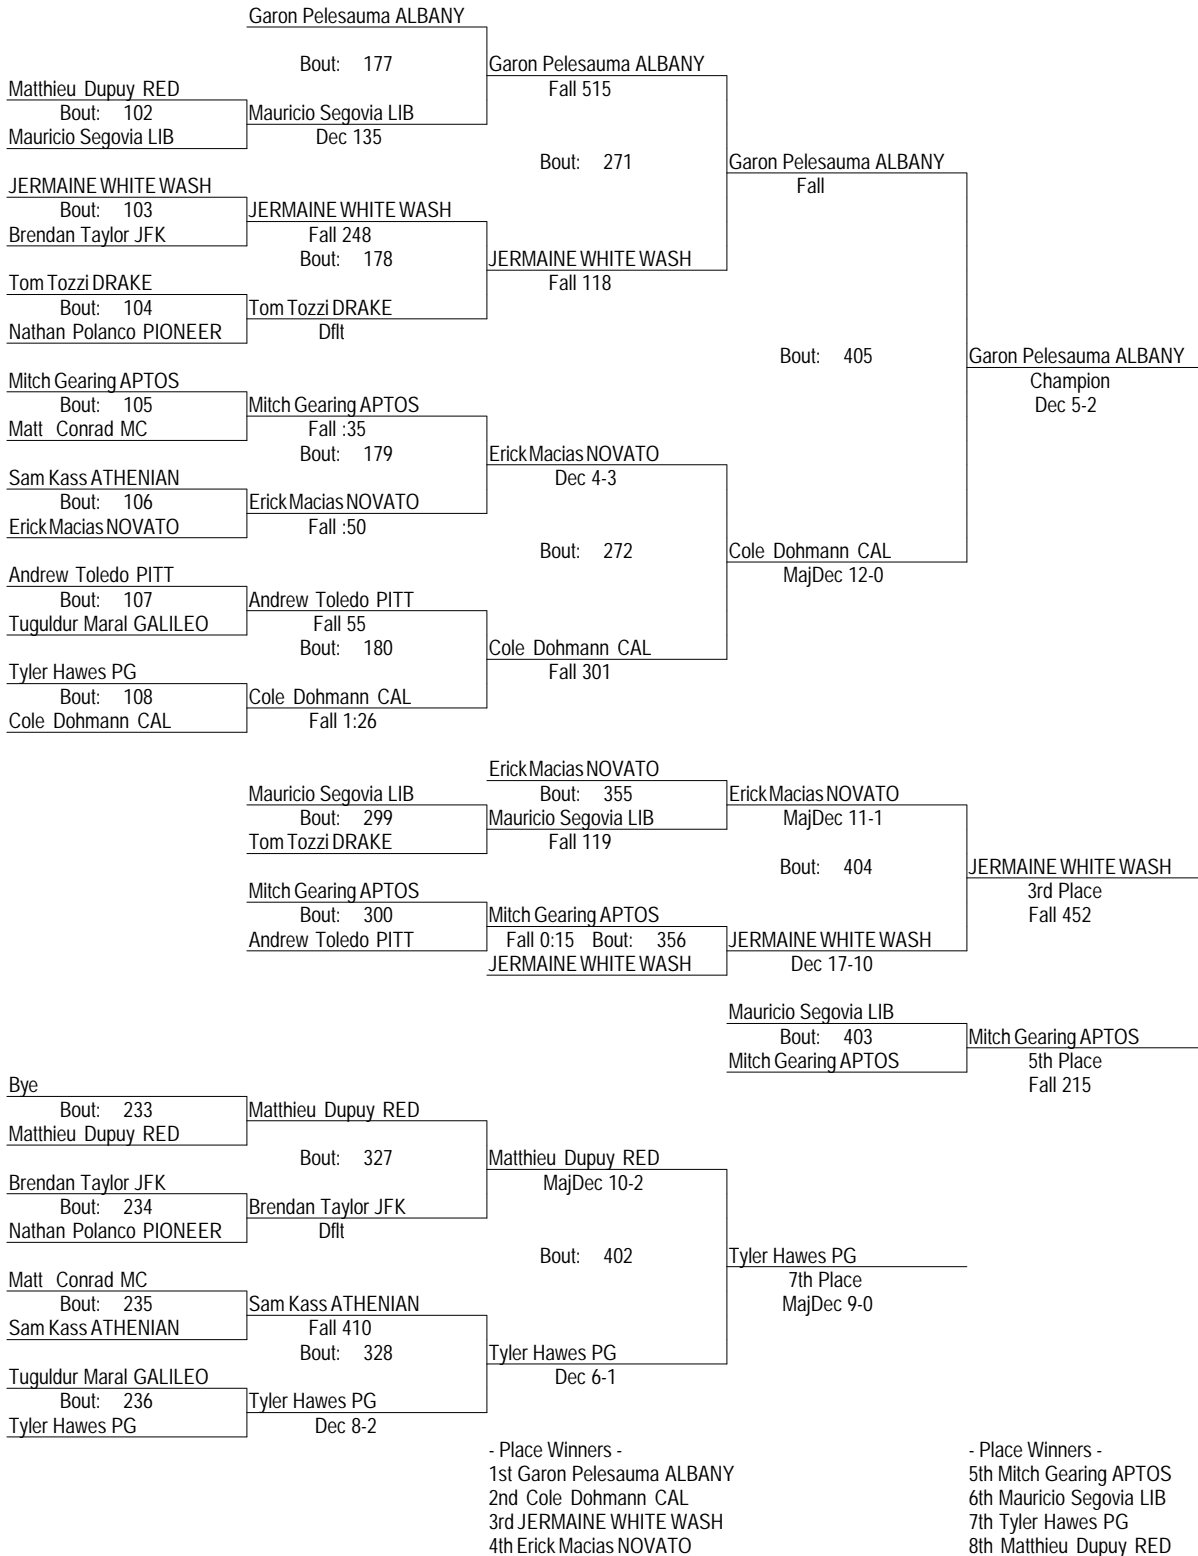 Garon Pelesauma ALBANY
Bout: 177
Garon Pelesauma ALBANY
Fall 515
Matthieu Dupuy RED
Bout: 102
Mauricio Segovia LIB
Mauricio Segovia LIB
Dec 135
Bout: 271
Garon Pelesauma ALBANY
Fall
JERMAINE WHITE WASH
Bout: 103
JERMAINE WHITE WASH
Brendan Taylor JFK
Fall 248
Bout: 178
JERMAINE WHITE WASH
Fall 118
Tom Tozzi DRAKE
Bout: 104
Tom Tozzi DRAKE
Nathan Polanco PIONEER
Dflt
Bout: 405
Garon Pelesauma ALBANY
Champion
Dec 5-2
Mitch Gearing APTOS
Bout: 105
Mitch Gearing APTOS
Matt Conrad MC
Fall :35
Bout: 179
Erick Macias NOVATO
Dec 4-3
Sam Kass ATHENIAN
Bout: 106
Erick Macias NOVATO
Erick Macias NOVATO
Fall :50
Bout: 272
Cole Dohmann CAL
MajDec 12-0
Andrew Toledo PITT
Bout: 107
Andrew Toledo PITT
Tuguldur Maral GALILEO
Fall 55
Bout: 180
Cole Dohmann CAL
Fall 301
Tyler Hawes PG
Bout: 108
Cole Dohmann CAL
Cole Dohmann CAL
Fall 1:26
Erick Macias NOVATO
Mauricio Segovia LIB
Bout: 355
Erick Macias NOVATO
Bout: 299
Mauricio Segovia LIB
MajDec 11-1
Tom Tozzi DRAKE
Fall 119
Bout: 404
JERMAINE WHITE WASH
3rd Place
Fall 452
Mitch Gearing APTOS
Bout: 300
Mitch Gearing APTOS
Andrew Toledo PITT
Fall 0:15 Bout: 356
JERMAINE WHITE WASH
JERMAINE WHITE WASH
Dec 17-10
Mauricio Segovia LIB
Bout: 403
Mitch Gearing APTOS
Mitch Gearing APTOS
5th Place
Fall 215
Bye
Bout: 233
Matthieu Dupuy RED
Matthieu Dupuy RED
Bout: 327
Matthieu Dupuy RED
MajDec 10-2
Brendan Taylor JFK
Bout: 234
Brendan Taylor JFK
Nathan Polanco PIONEER
Dflt
Bout: 402
Tyler Hawes PG
7th Place
MajDec 9-0
Matt Conrad MC
Bout: 235
Sam Kass ATHENIAN
Sam Kass ATHENIAN
Fall 410
Bout: 328
Tyler Hawes PG
Dec 6-1
Tuguldur Maral GALILEO
Bout: 236
Tyler Hawes PG
Tyler Hawes PG
Dec 8-2
- Place Winners -
1st Garon Pelesauma ALBANY
2nd Cole Dohmann CAL
3rd JERMAINE WHITE WASH
4th Erick Macias NOVATO
- Place Winners -
5th Mitch Gearing APTOS
6th Mauricio Segovia LIB
7th Tyler Hawes PG
8th Matthieu Dupuy RED